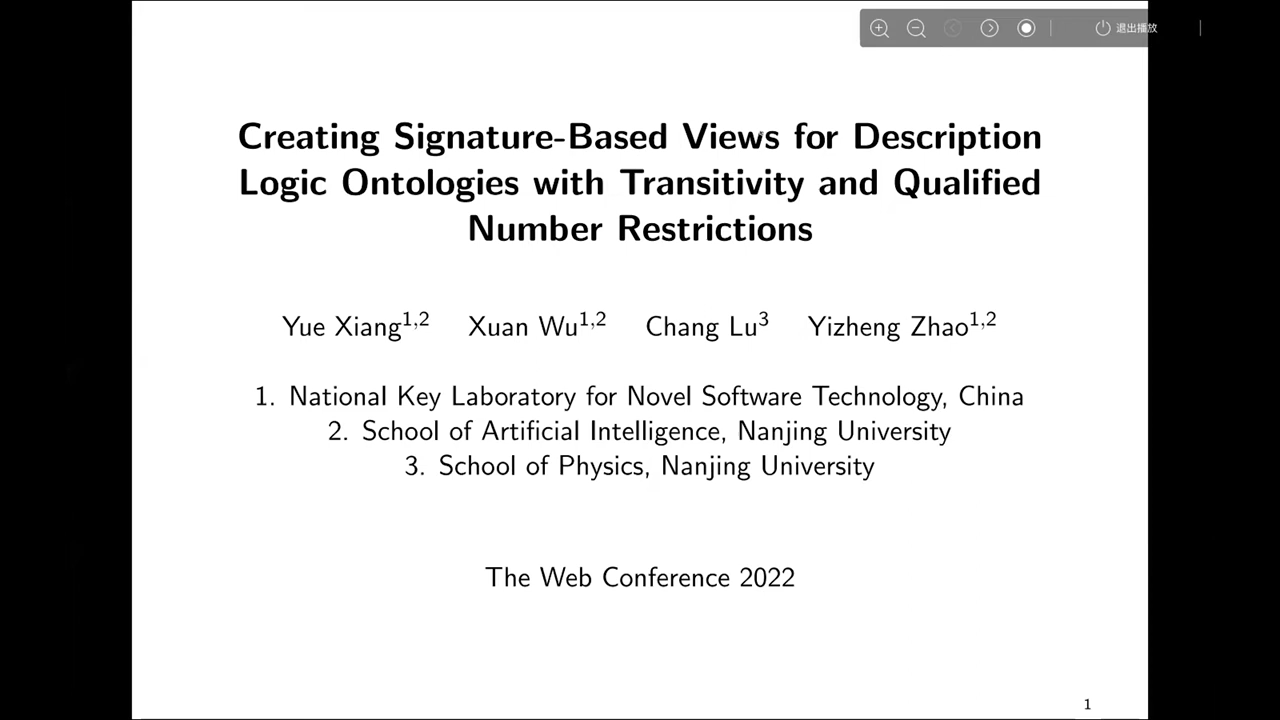 退出播放
Creating Signature-Based Views for Description
Logic Ontologies with Transitivity and Qualified
Number Restrictions
Yue Xiang1,2 Xuan Wu1,2 Chang Lu3 Yizheng Zhao1,2
1. National Key Laboratory for Novel Software Technology, China
2. School of Artificial Intelligence, Nanjing University
3. School of Physics, Nanjing University
The Web Conference 2022
1